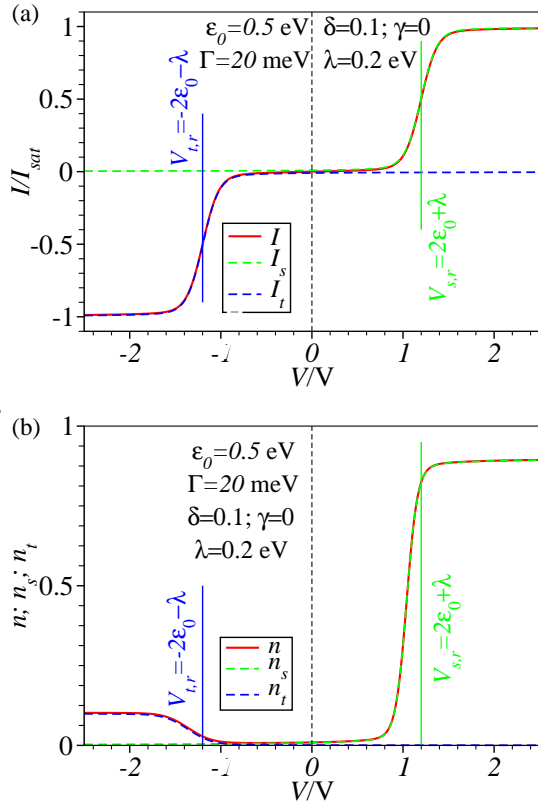 (a)
ε0=0.5 eV δ=0.1; γ=0
Γ=20 meV λ=0.2 eV
Vt,r=-2ε0-λ
Vs,r=2ε0+λ
I/Isat
1
0.5
0
-0.5
-1
I
Is
It
-2 -1 0 1 2
V/V
(b)
ε0=0.5 eV
Γ=20 meV
δ=0.1; γ=0
λ=0.2 eV
Vt,r=-2ε0-λ
Vs,r=2ε0+λ
n; ns; nt
1
0.5
0
n
ns
nt
-2 -1 0 1 2
V/V